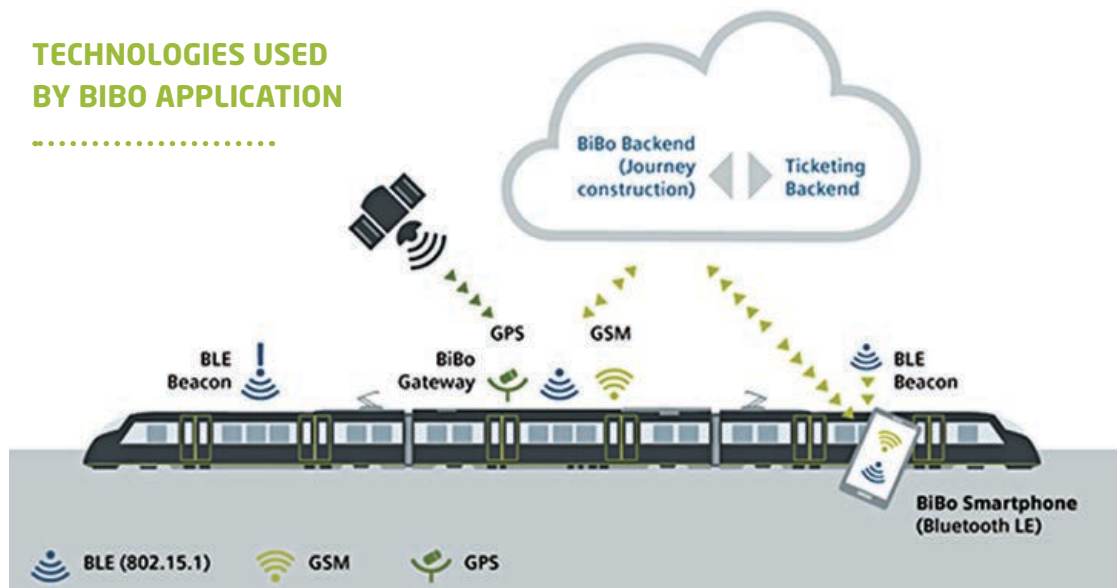 TECHNOLOGIES USED
BY BIBO APPLICATION
BiBo Backend
(Journey
construction)
Ticketing
Backend
GPS
GSM
BLE
Beacon
BiBo
Gateway
BLE
Beacon
BiBo Smartphone
(Bluetooth LE)
BLE (802.15.1)
GSM
GPS